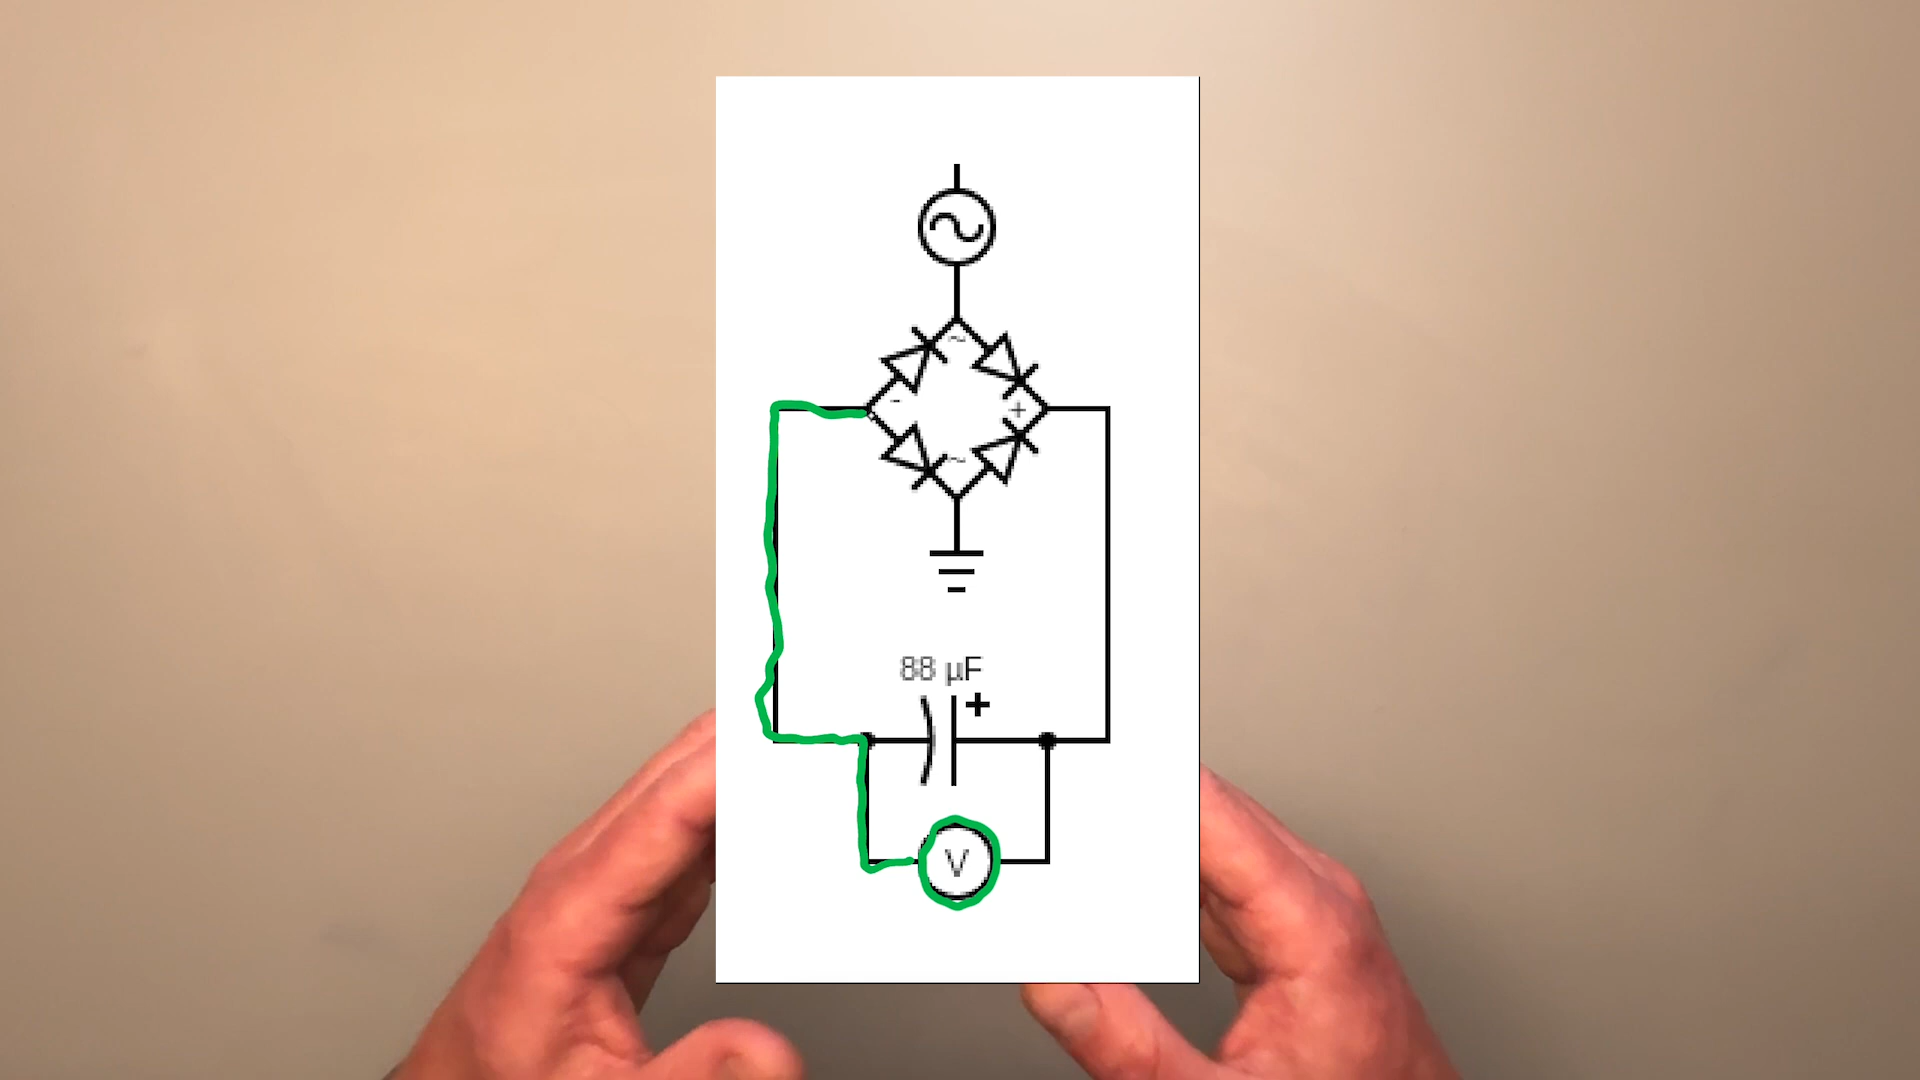 ~
-
+
~
88 µF
+
V